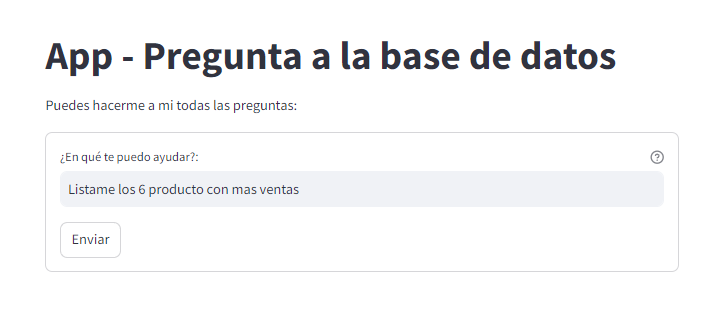 App - Pregunta a la base de datos
Puedes hacerme a mi todas las preguntas:
¿En qué te puedo ayudar?:
Listame los 6 producto con mas ventas
Enviar